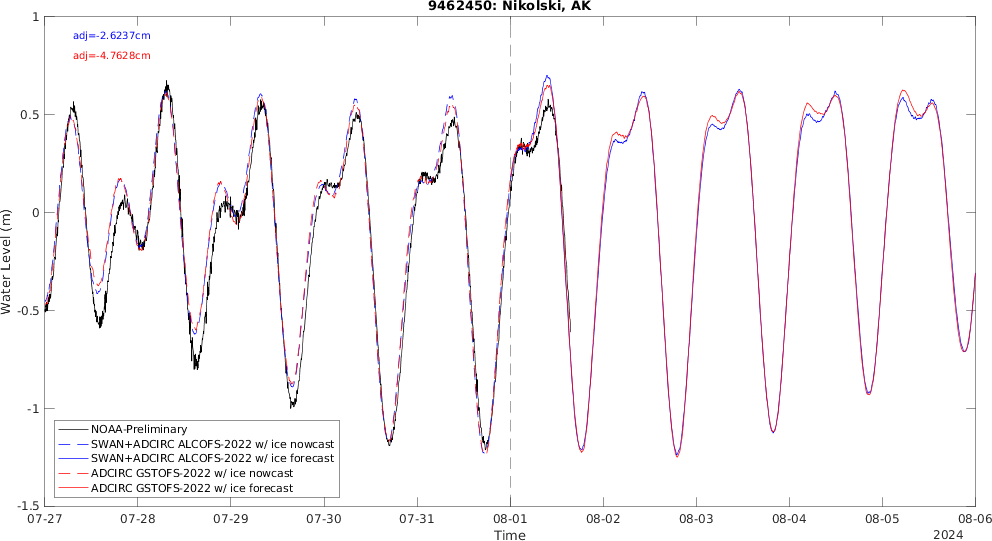 9462450: Nikolski, AK
adj=-2.6237cm
adj=-4.7628cm
Water Level (m)
1
0.5
0
-0.5
-1
-1.5
NOAA-Preliminary
SWAN+ADCIRC ALCOFS-2022 w/ ice nowcast
SWAN+ADCIRC ALCOFS-2022 w/ ice forecast
ADCIRC GSTOFS-2022 w/ ice nowcast
ADCIRC GSTOFS-2022 w/ ice forecast
07-27 07-28 07-29 07-30 07-31 08-01 08-02 08-03 08-04 08-05 08-06
Time
2024